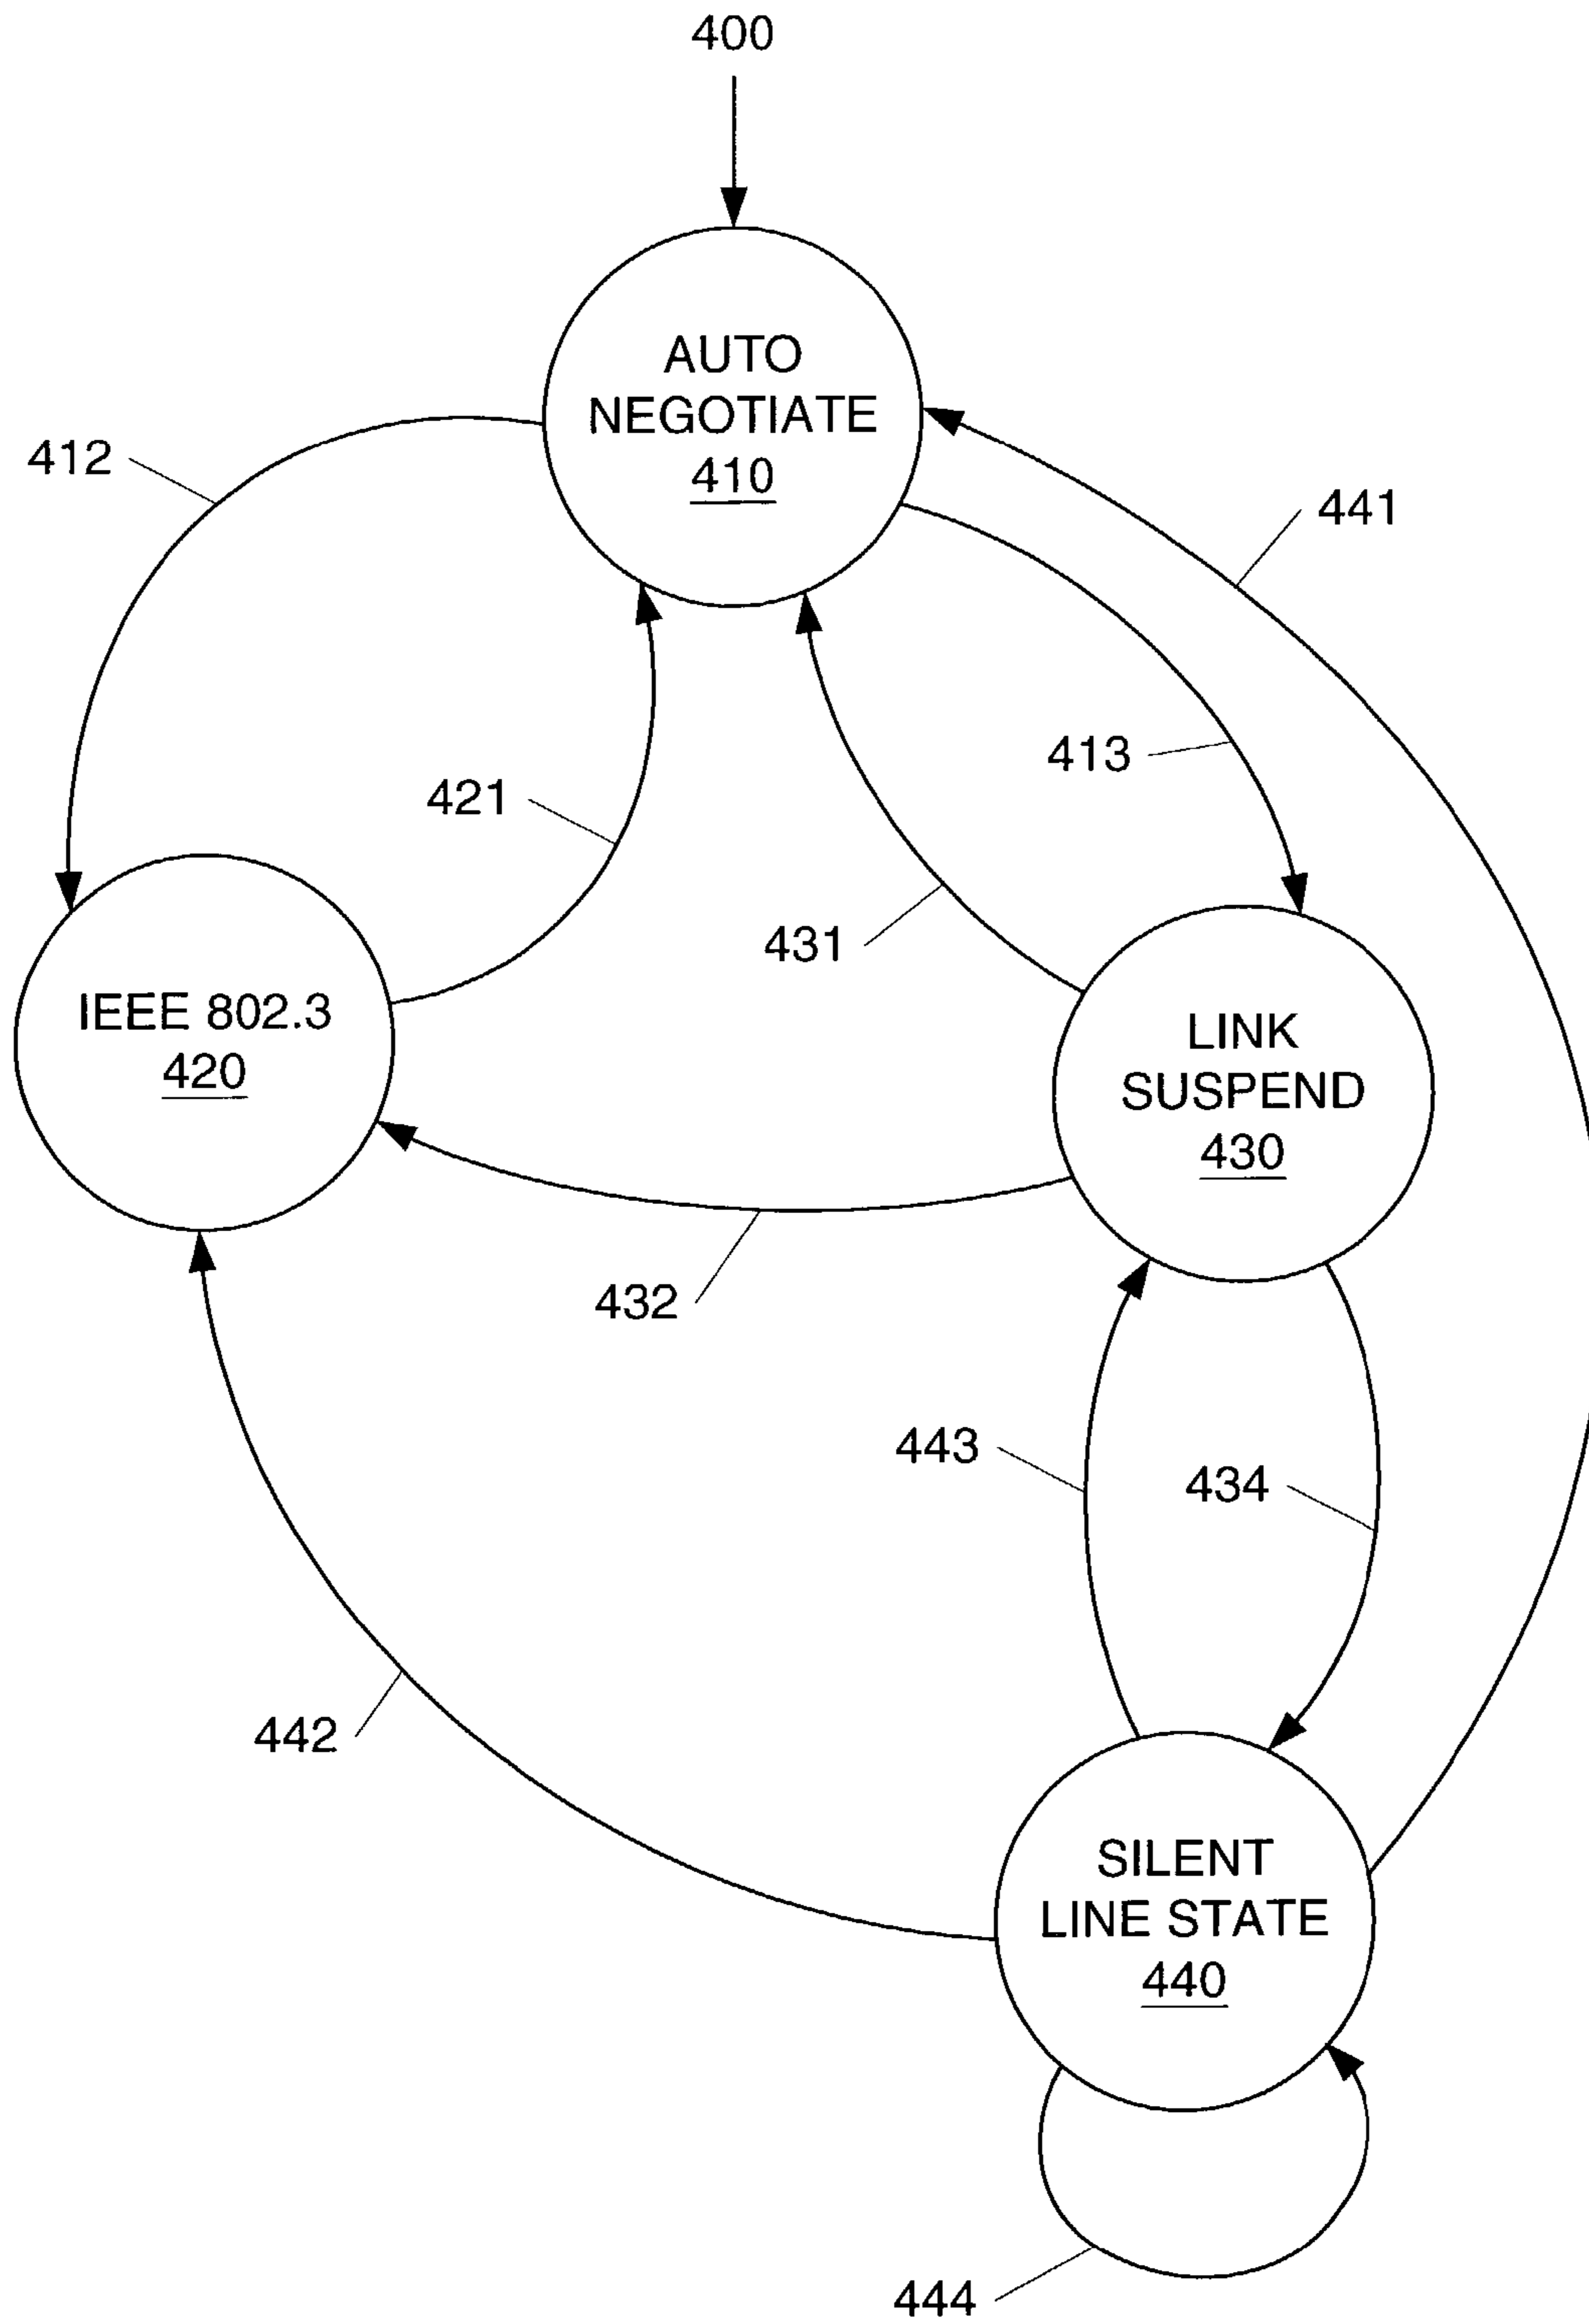 400
AUTO
NEGOTIATE
410
412
441
413
421
431
IEEE 802.3
420
LINK
SUSPEND
430
432
443
434
442
SILENT
LINE STATE
440
444